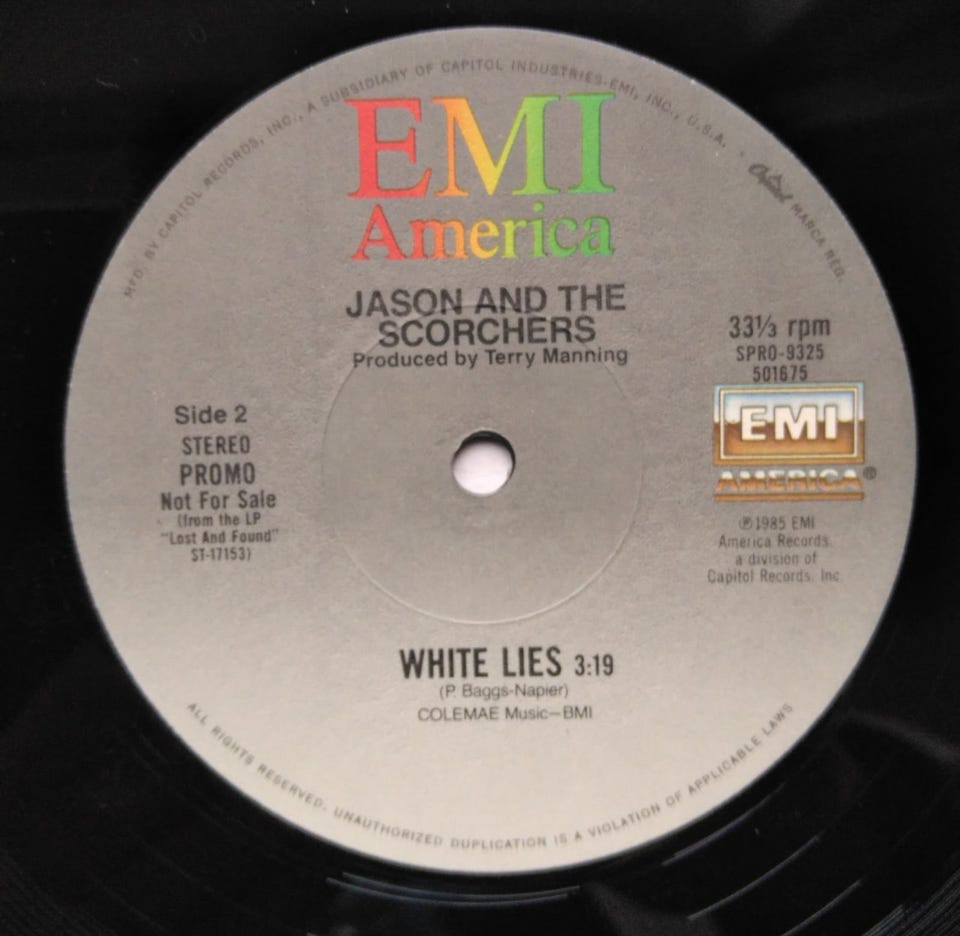 MFD. BY CAPITOL RECORDS, INC., A SUBSIDIARY OF CAPITOL INDUSTRIES-EMI, INC., U.S.A. · Capitol MARCA REG.
EMI
America
JASON AND THE
SCORCHERS
Produced by Terry Manning
33⅓ rpm
SPRO-9325
501675
EMI
AMERICA®
℗1985 EMI
America Records,
a division of
Capitol Records, Inc.
Side 2
STEREO
PROMO
Not For Sale
(from the LP
"Lost And Found"
ST-17153)
WHITE LIES 3:19
(P. Baggs-Napier)
COLEMAE Music—BMI
ALL RIGHTS RESERVED. UNAUTHORIZED DUPLICATION IS A VIOLATION OF APPLICABLE LAWS